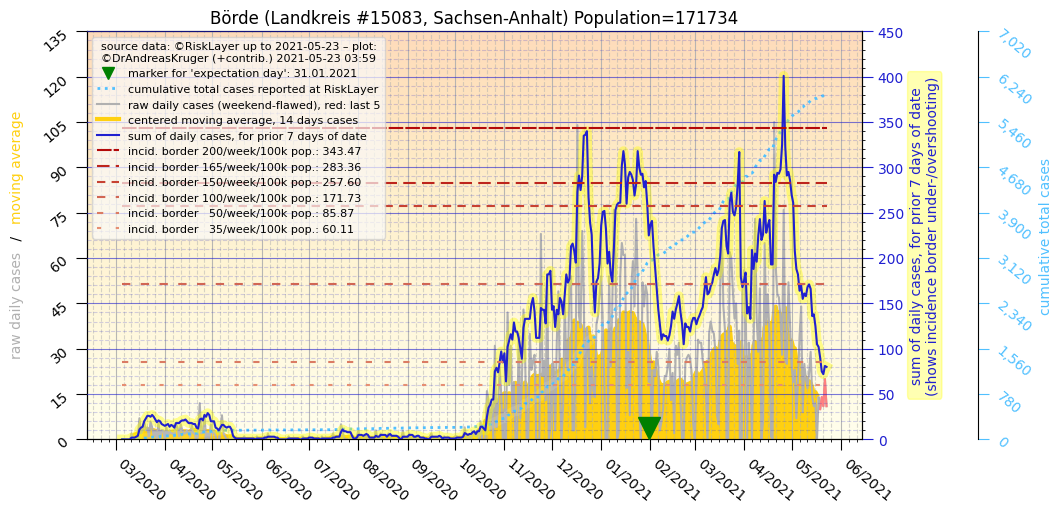 Börde (Landkreis #15083, Sachsen-Anhalt) Population=171734
source data: ©RiskLayer up to 2021-05-23 – plot:
©DrAndreasKruger (+contrib.) 2021-05-23 03:59
marker for 'expectation day': 31.01.2021
cumulative total cases reported at RiskLayer
raw daily cases (weekend-flawed), red: last 5
centered moving average, 14 days cases
sum of daily cases, for prior 7 days of date
incid. border 200/week/100k pop.: 343.47
incid. border 165/week/100k pop.: 283.36
incid. border 150/week/100k pop.: 257.60
incid. border 100/week/100k pop.: 171.73
incid. border 50/week/100k pop.: 85.87
incid. border 35/week/100k pop.: 60.11
raw daily cases / moving average
135
120
105
90
75
60
45
30
15
0
03/2020
04/2020
05/2020
06/2020
07/2020
08/2020
09/2020
10/2020
11/2020
12/2020
01/2021
02/2021
03/2021
04/2021
05/2021
06/2021
450
400
350
300
250
200
150
100
50
0
sum of daily cases, for prior 7 days of date
(shows incidence border under-/overshooting)
7,020
6,240
5,460
4,680
3,900
3,120
2,340
1,560
780
0
cumulative total cases